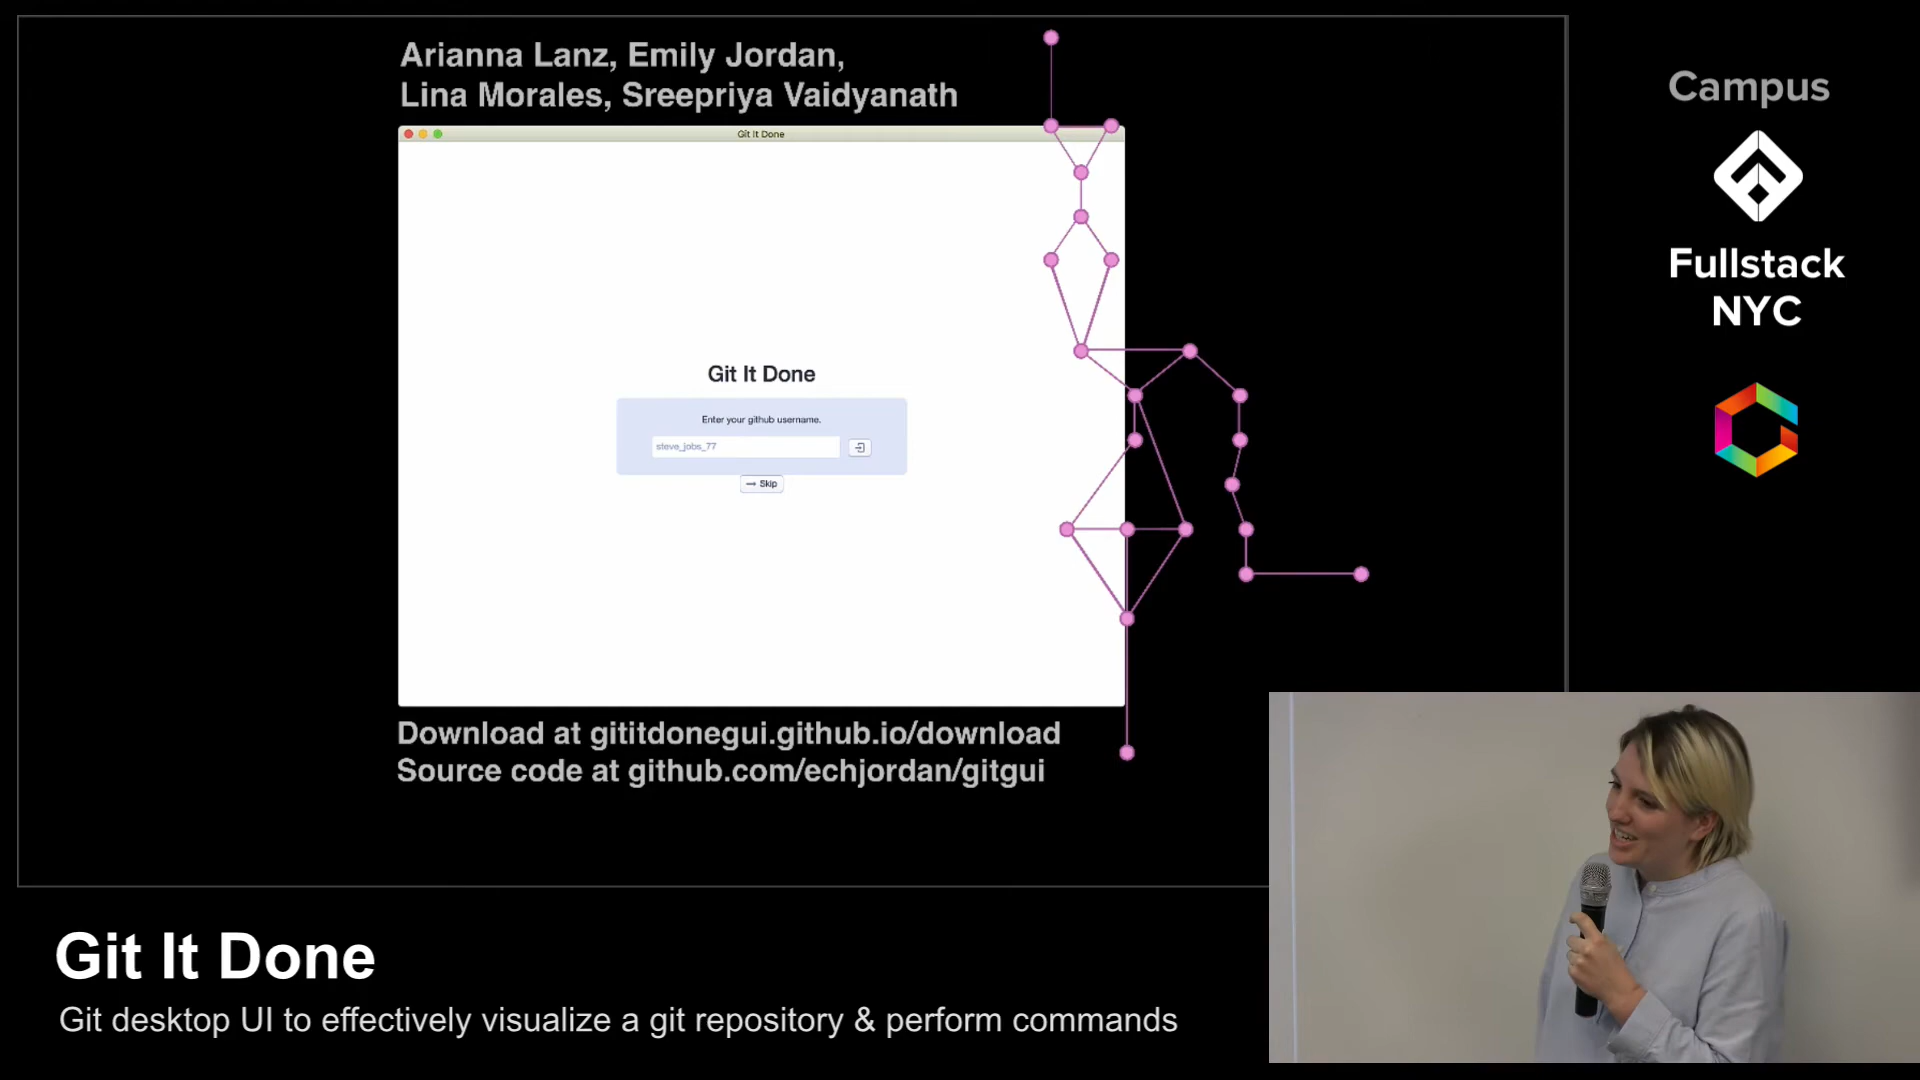 Arianna Lanz, Emily Jordan,
Lina Morales, Sreepriya Vaidyanath
Git It Done
Git It Done
Enter your github username.
steve_jobs_77
Skip
Download at gititdonegui.github.io/download
Source code at github.com/echjordan/gitgui
Campus
Fullstack
NYC
Git It Done
Git desktop UI to effectively visualize a git repository & perform commands